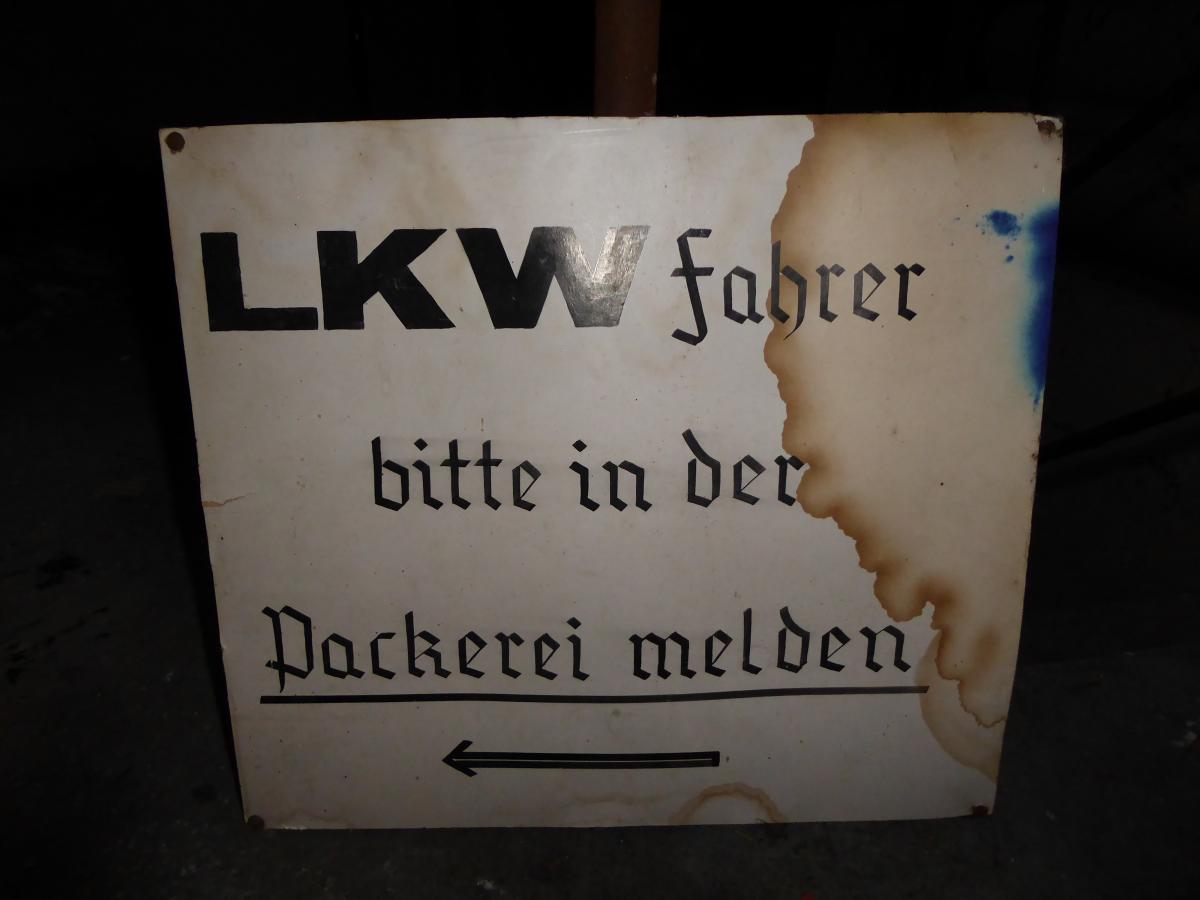 LKW fahrer
bitte in der
Packerei melden